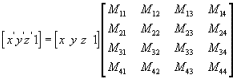 [x' y' z' 1] = [x y z 1] [M11 M12 M13 M14
M21 M22 M23 M24
M31 M32 M33 M34
M41 M42 M43 M44]